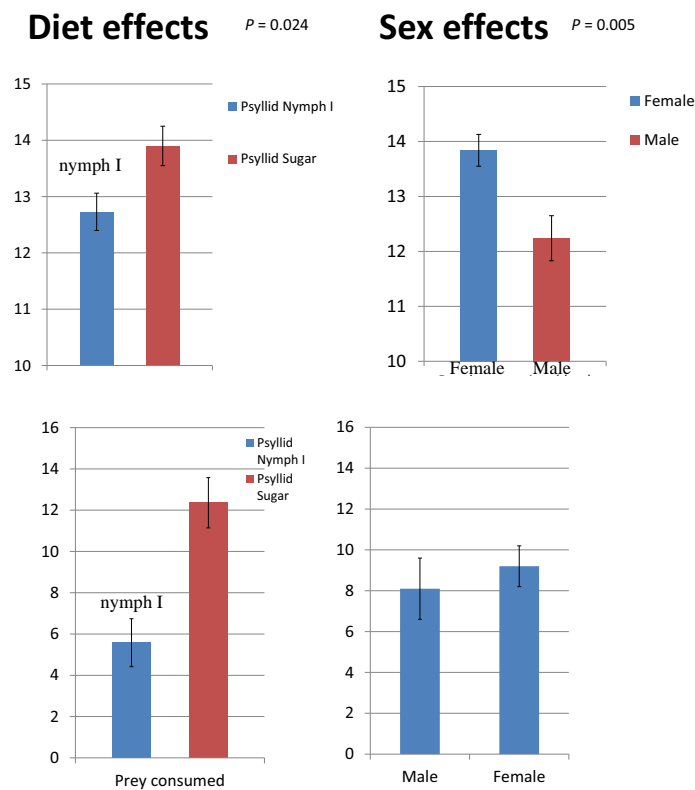 Diet effects P = 0.024
Sex effects P = 0.005
15
14
13
12
11
10
nymph I
Psyllid Nymph I
Psyllid Sugar
15
14
13
12
11
10
Female
Male
Female Male
16
14
12
10
8
6
4
2
0
nymph I
Psyllid
Nymph I
Psyllid
Sugar
Prey consumed
16
14
12
10
8
6
4
2
0
Male Female